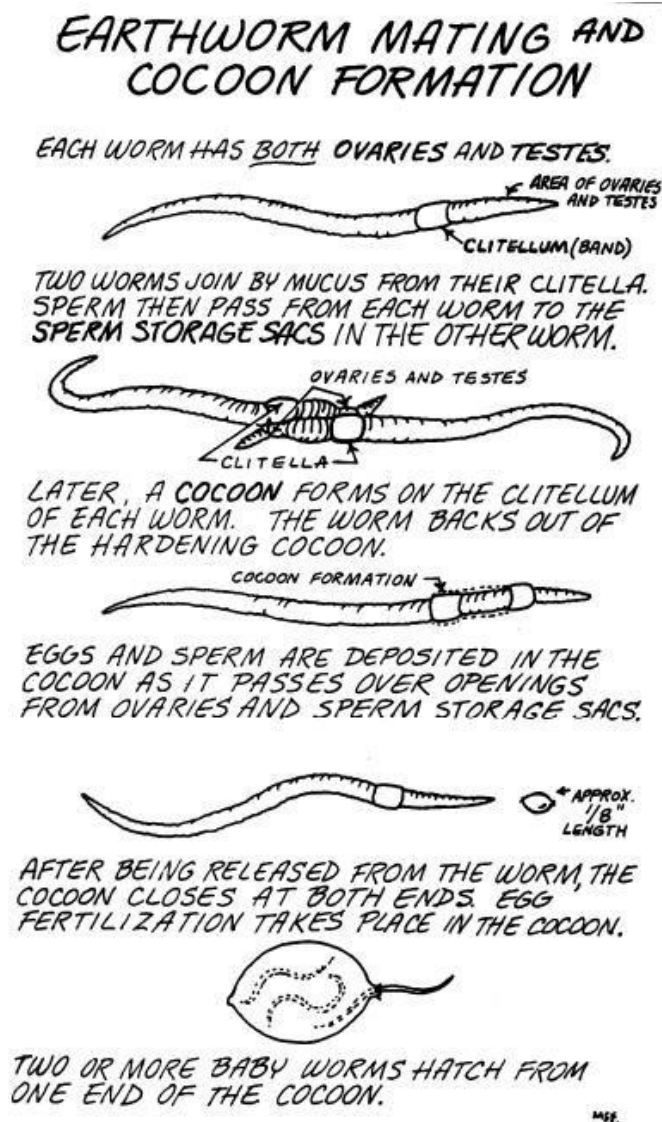 EARTHWORM MATING AND
COCOON FORMATION
EACH WORM HAS BOTH OVARIES AND TESTES.
AREA OF OVARIES
AND TESTES
CLITELLUM (BAND)
TWO WORMS JOIN BY MUCUS FROM THEIR CLITELLA.
SPERM THEN PASS FROM EACH WORM TO THE
SPERM STORAGE SACS IN THE OTHER WORM.
OVARIES AND TESTES
CLITELLA
LATER, A COCOON FORMS ON THE CLITELLUM
OF EACH WORM. THE WORM BACKS OUT OF
THE HARDENING COCOON.
COCOON FORMATION
EGGS AND SPERM ARE DEPOSITED IN THE
COCOON AS IT PASSES OVER OPENINGS
FROM OVARIES AND SPERM STORAGE SACS.
APPROX.
1/8"
LENGTH
AFTER BEING RELEASED FROM THE WORM, THE
COCOON CLOSES AT BOTH ENDS. EGG
FERTILIZATION TAKES PLACE IN THE COCOON.
TWO OR MORE BABY WORMS HATCH FROM
ONE END OF THE COCOON.